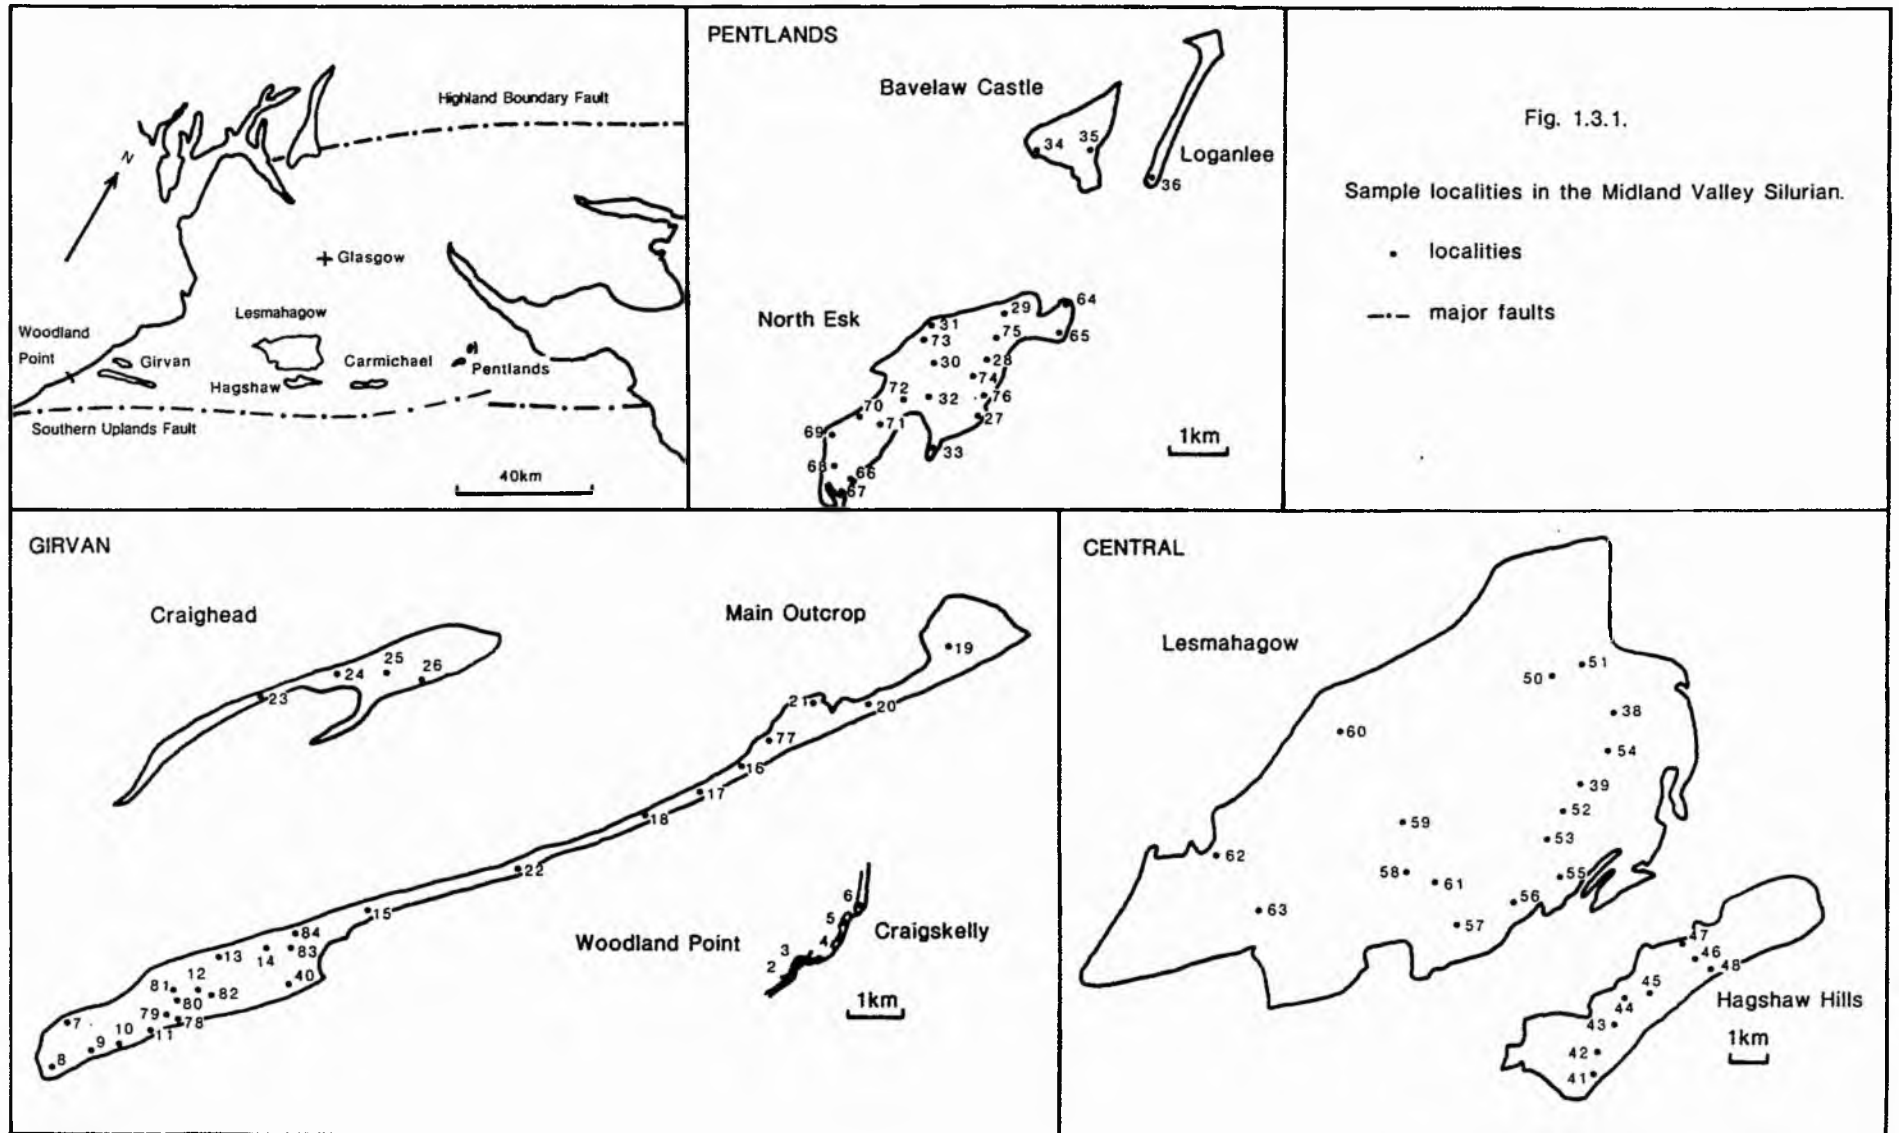 N
Highland Boundary Fault
Glasgow
Lesmahagow
Woodland
Point
Girvan
Carmichael
Pentlands
Hagshaw
Southern Uplands Fault
40km
PENTLANDS
Bavelaw Castle
34
35
Loganlee
36
North Esk
64
29
31
65
75
73
28
30
74
72
32
76
70
27
71
69
33
68
66
67
1km
Fig. 1.3.1.
Sample localities in the Midland Valley Silurian.
localities
major faults
GIRVAN
Craighead
25
24
26
23
Main Outcrop
19
21
20
77
16
17
18
22
15
84
13
14
83
12
40
81
82
80
79
78
7
10
11
9
8
Woodland Point
6
5
4
3
2
Craigskelly
1km
CENTRAL
Lesmahagow
51
50
38
60
54
39
52
59
53
62
58
61
55
56
63
57
47
46
48
45
44
Hagshaw Hills
43
42
41
1km